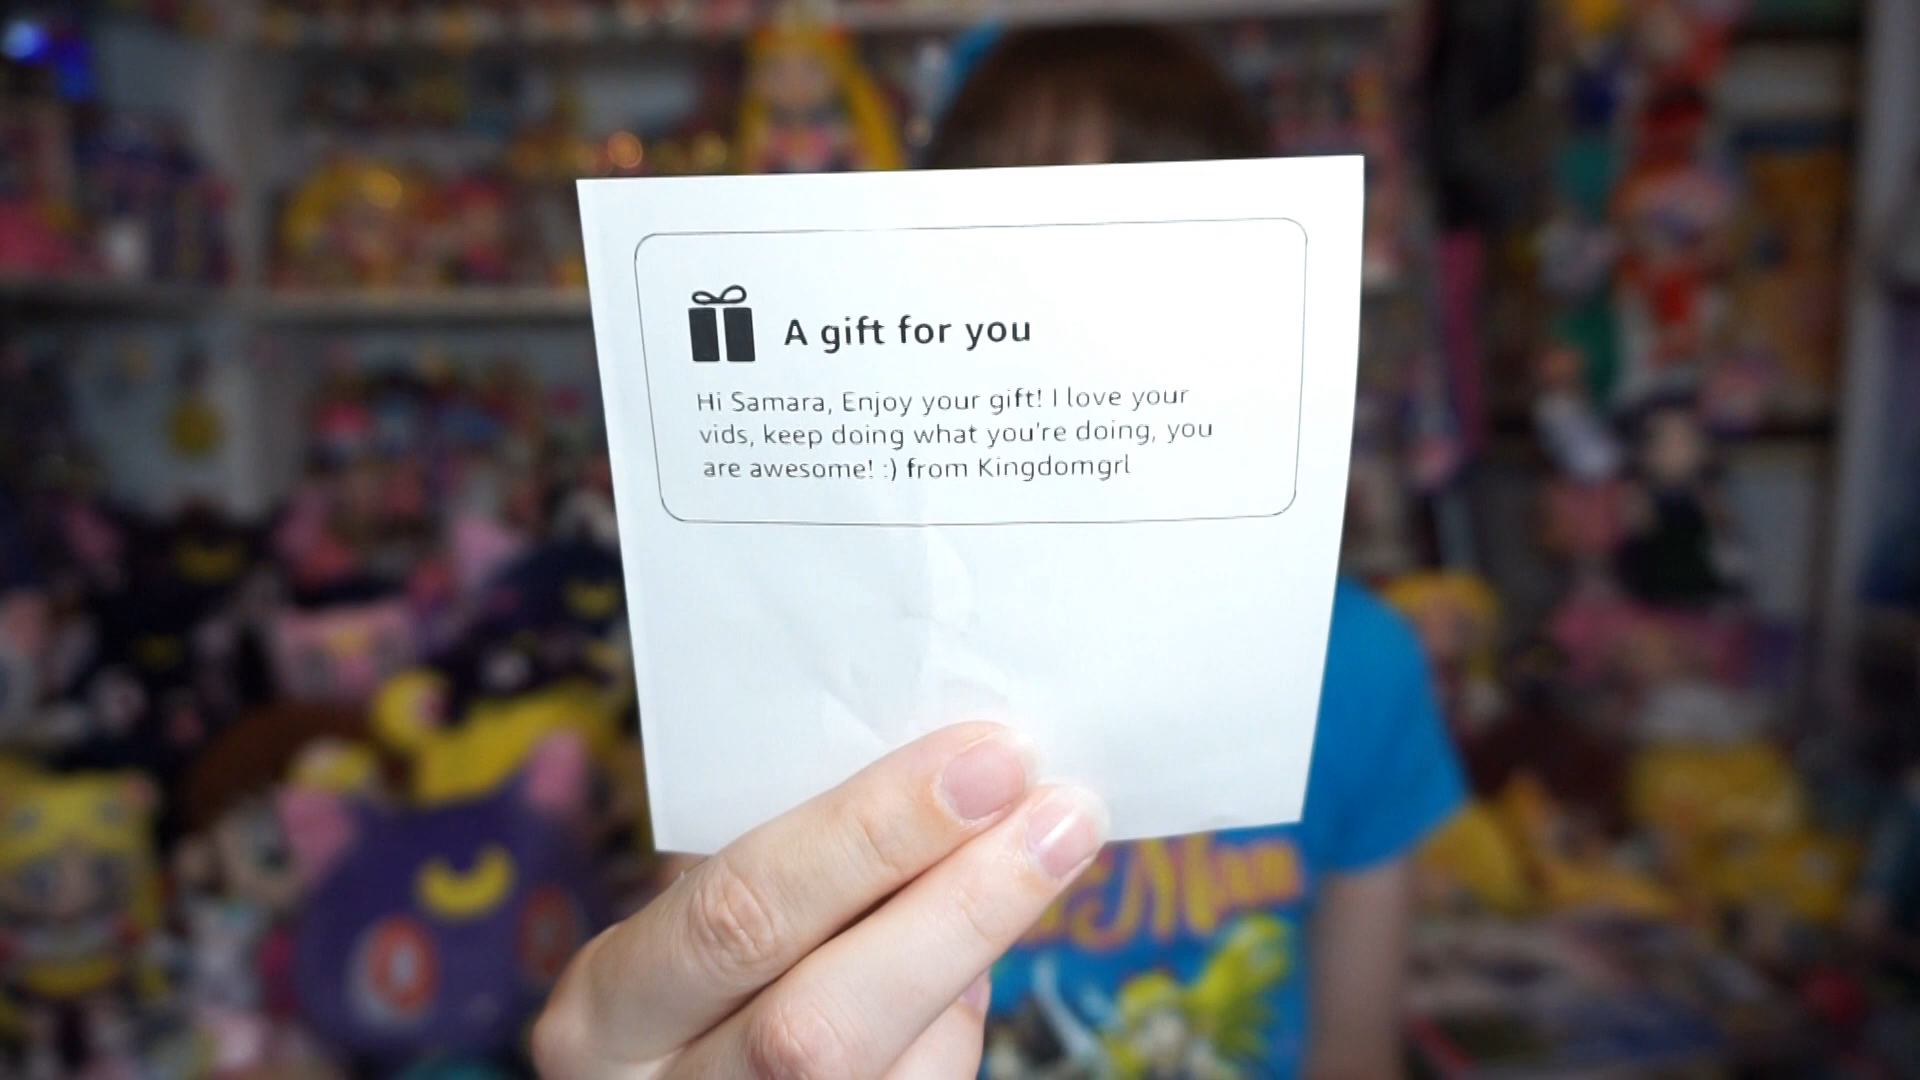 A gift for you
Hi Samara, Enjoy your gift! I love your
vids, keep doing what you're doing, you
are awesome! :) from Kingdomgrl